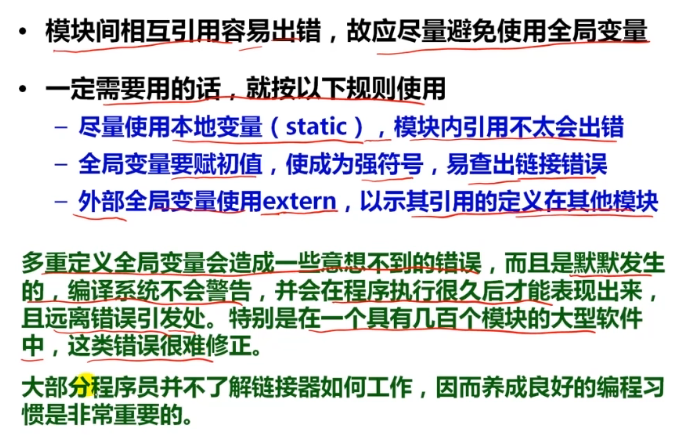 • 模块间相互引用容易出错，故应尽量避免使用全局变量
• 一定需要用的话，就按以下规则使用
– 尽量使用本地变量（static），模块内引用不太会出错
– 全局变量要赋初值，使成为强符号，易查出链接错误
– 外部全局变量使用extern，以示其引用的定义在其他模块
多重定义全局变量会造成一些意想不到的错误，而且是默默发生
的，编译系统不会警告，并会在程序执行很久后才能表现出来，
且远离错误引发处。特别是在一个具有几百个模块的大型软件
中，这类错误很难修正。
大部分程序员并不了解链接器如何工作，因而养成良好的编程习
惯是非常重要的。